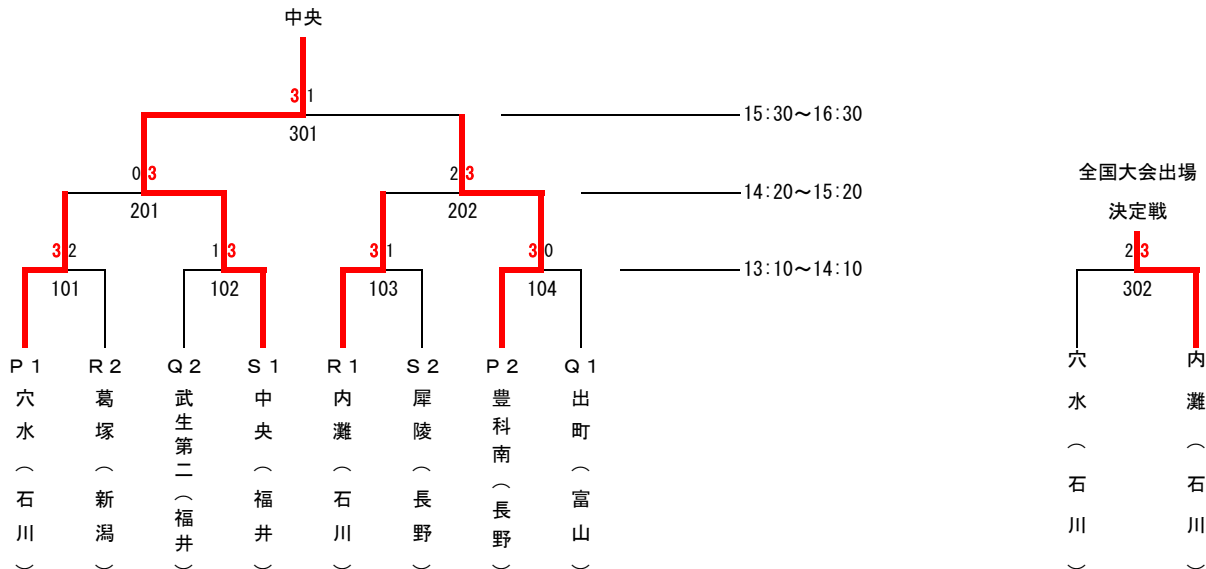 中央
3 1
301
15:30～16:30
0 3
201
2 3
202
14:20～15:20
全国大会出場
決定戦
3 2
101
1 3
102
3 1
103
3 0
104
13:10～14:10
2 3
302
P1
R2
Q2
S1
R1
S2
P2
Q1
穴水（石川）
葛塚（新潟）
武生第二（福井）
中央（福井）
内灘（石川）
犀陵（長野）
豊科南（長野）
出町（富山）
穴水（石川）
内灘（石川）